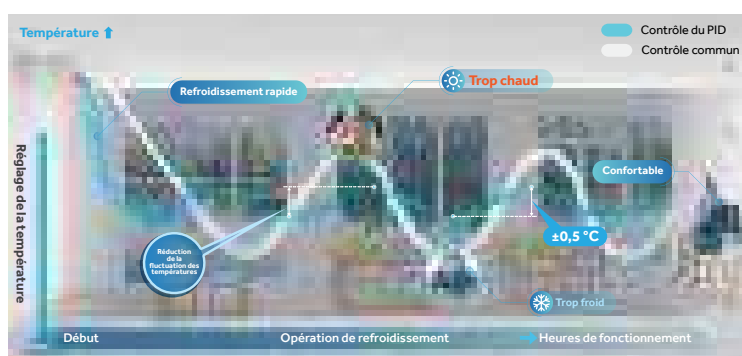 Température
Contrôle du PID
Contrôle commun
Trop chaud
Refroidissement rapide
Réglage de la température
Confortable
±0,5 °C
Réduction
de la
fluctuation des
températures
Trop froid
Début
Opération de refroidissement
Heures de fonctionnement